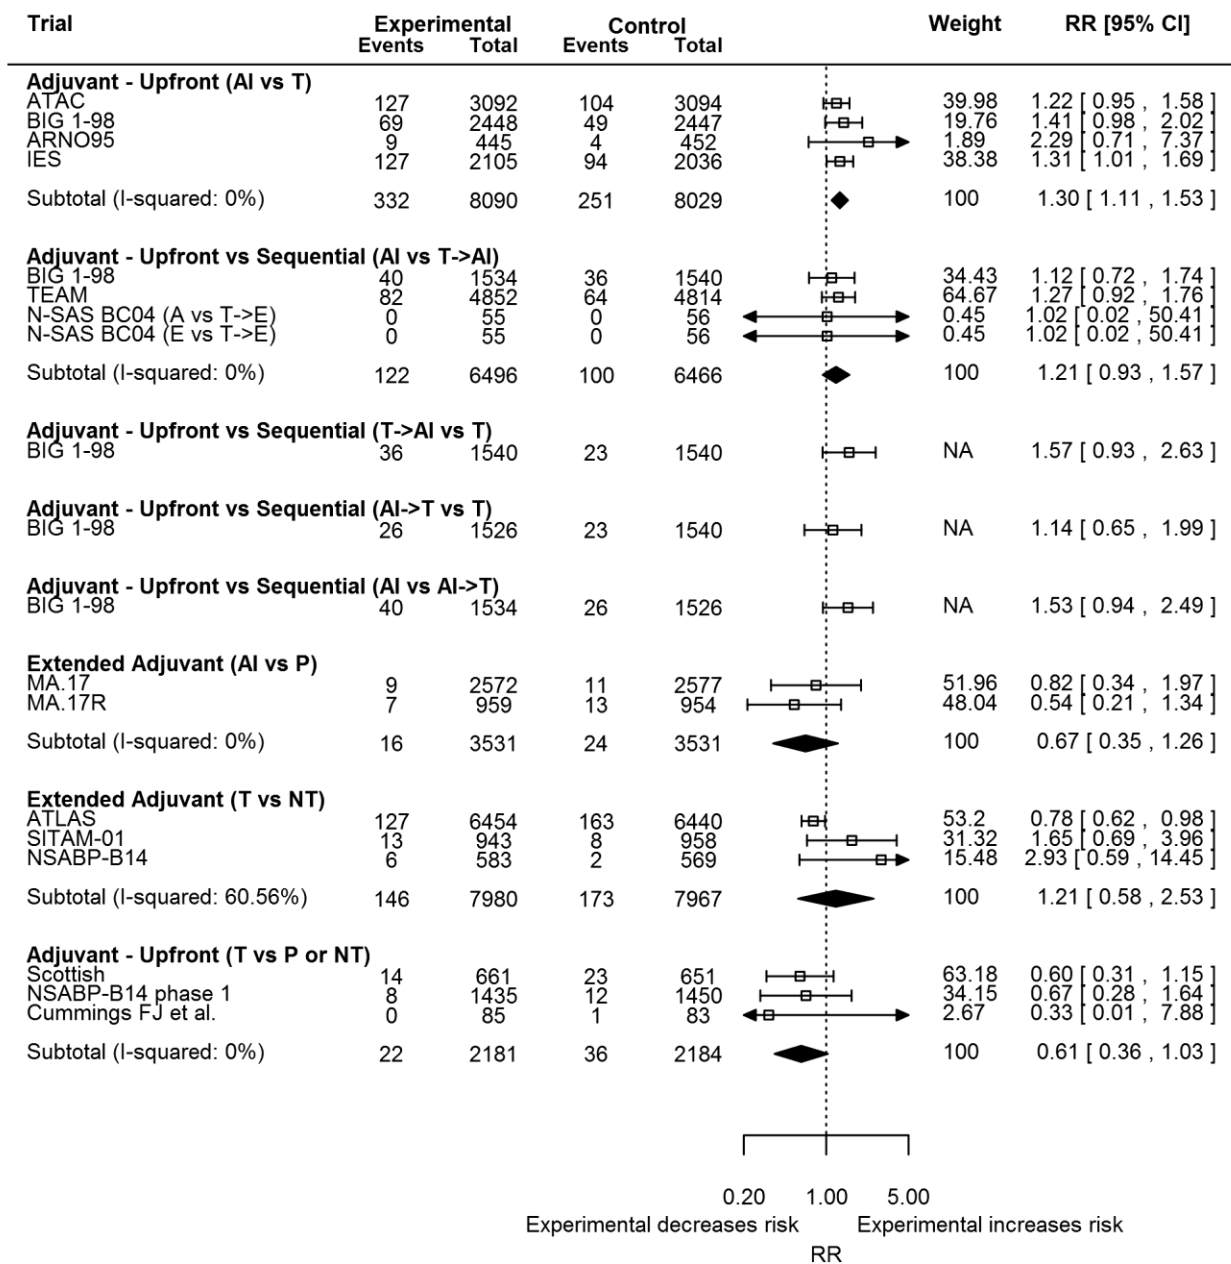 Trial Experimental Control Weight RR [95% CI]
Events Total Events Total
Adjuvant - Upfront (AI vs T)
ATAC 127 3092 104 3094 39.98 1.22 [ 0.95 , 1.58 ]
BIG 1-98 69 2448 49 2447 19.76 1.41 [ 0.98 , 2.02 ]
ARNO95 9 445 4 452 1.89 2.29 [ 0.71 , 7.37 ]
IES 127 2105 94 2036 38.38 1.31 [ 1.01 , 1.69 ]
Subtotal (I-squared: 0%) 332 8090 251 8029 100 1.30 [ 1.11 , 1.53 ]
Adjuvant - Upfront vs Sequential (AI vs T->AI)
BIG 1-98 40 1534 36 1540 34.43 1.12 [ 0.72 , 1.74 ]
TEAM 82 4852 64 4814 64.67 1.27 [ 0.92 , 1.76 ]
N-SAS BC04 (A vs T->E) 0 55 0 56 0.45 1.02 [ 0.02 , 50.41 ]
N-SAS BC04 (E vs T->E) 0 55 0 56 0.45 1.02 [ 0.02 , 50.41 ]
Subtotal (I-squared: 0%) 122 6496 100 6466 100 1.21 [ 0.93 , 1.57 ]
Adjuvant - Upfront vs Sequential (T->AI vs T)
BIG 1-98 36 1540 23 1540 NA 1.57 [ 0.93 , 2.63 ]
Adjuvant - Upfront vs Sequential (AI->T vs T)
BIG 1-98 26 1526 23 1540 NA 1.14 [ 0.65 , 1.99 ]
Adjuvant - Upfront vs Sequential (AI vs AI->T)
BIG 1-98 40 1534 26 1526 NA 1.53 [ 0.94 , 2.49 ]
Extended Adjuvant (AI vs P)
MA.17 9 2572 11 2577 51.96 0.82 [ 0.34 , 1.97 ]
MA.17R 7 959 13 954 48.04 0.54 [ 0.21 , 1.34 ]
Subtotal (I-squared: 0%) 16 3531 24 3531 100 0.67 [ 0.35 , 1.26 ]
Extended Adjuvant (T vs NT)
ATLAS 127 6454 163 6440 53.2 0.78 [ 0.62 , 0.98 ]
SITAM-01 13 943 8 958 31.32 1.65 [ 0.69 , 3.96 ]
NSABP-B14 6 583 2 569 15.48 2.93 [ 0.59 , 14.45 ]
Subtotal (I-squared: 60.56%) 146 7980 173 7967 100 1.21 [ 0.58 , 2.53 ]
Adjuvant - Upfront (T vs P or NT)
Scottish 14 661 23 651 63.18 0.60 [ 0.31 , 1.15 ]
NSABP-B14 phase 1 8 1435 12 1450 34.15 0.67 [ 0.28 , 1.64 ]
Cummings FJ et al. 0 85 1 83 2.67 0.33 [ 0.01 , 7.88 ]
Subtotal (I-squared: 0%) 22 2181 36 2184 100 0.61 [ 0.36 , 1.03 ]
0.20 1.00 5.00
Experimental decreases risk Experimental increases risk
RR